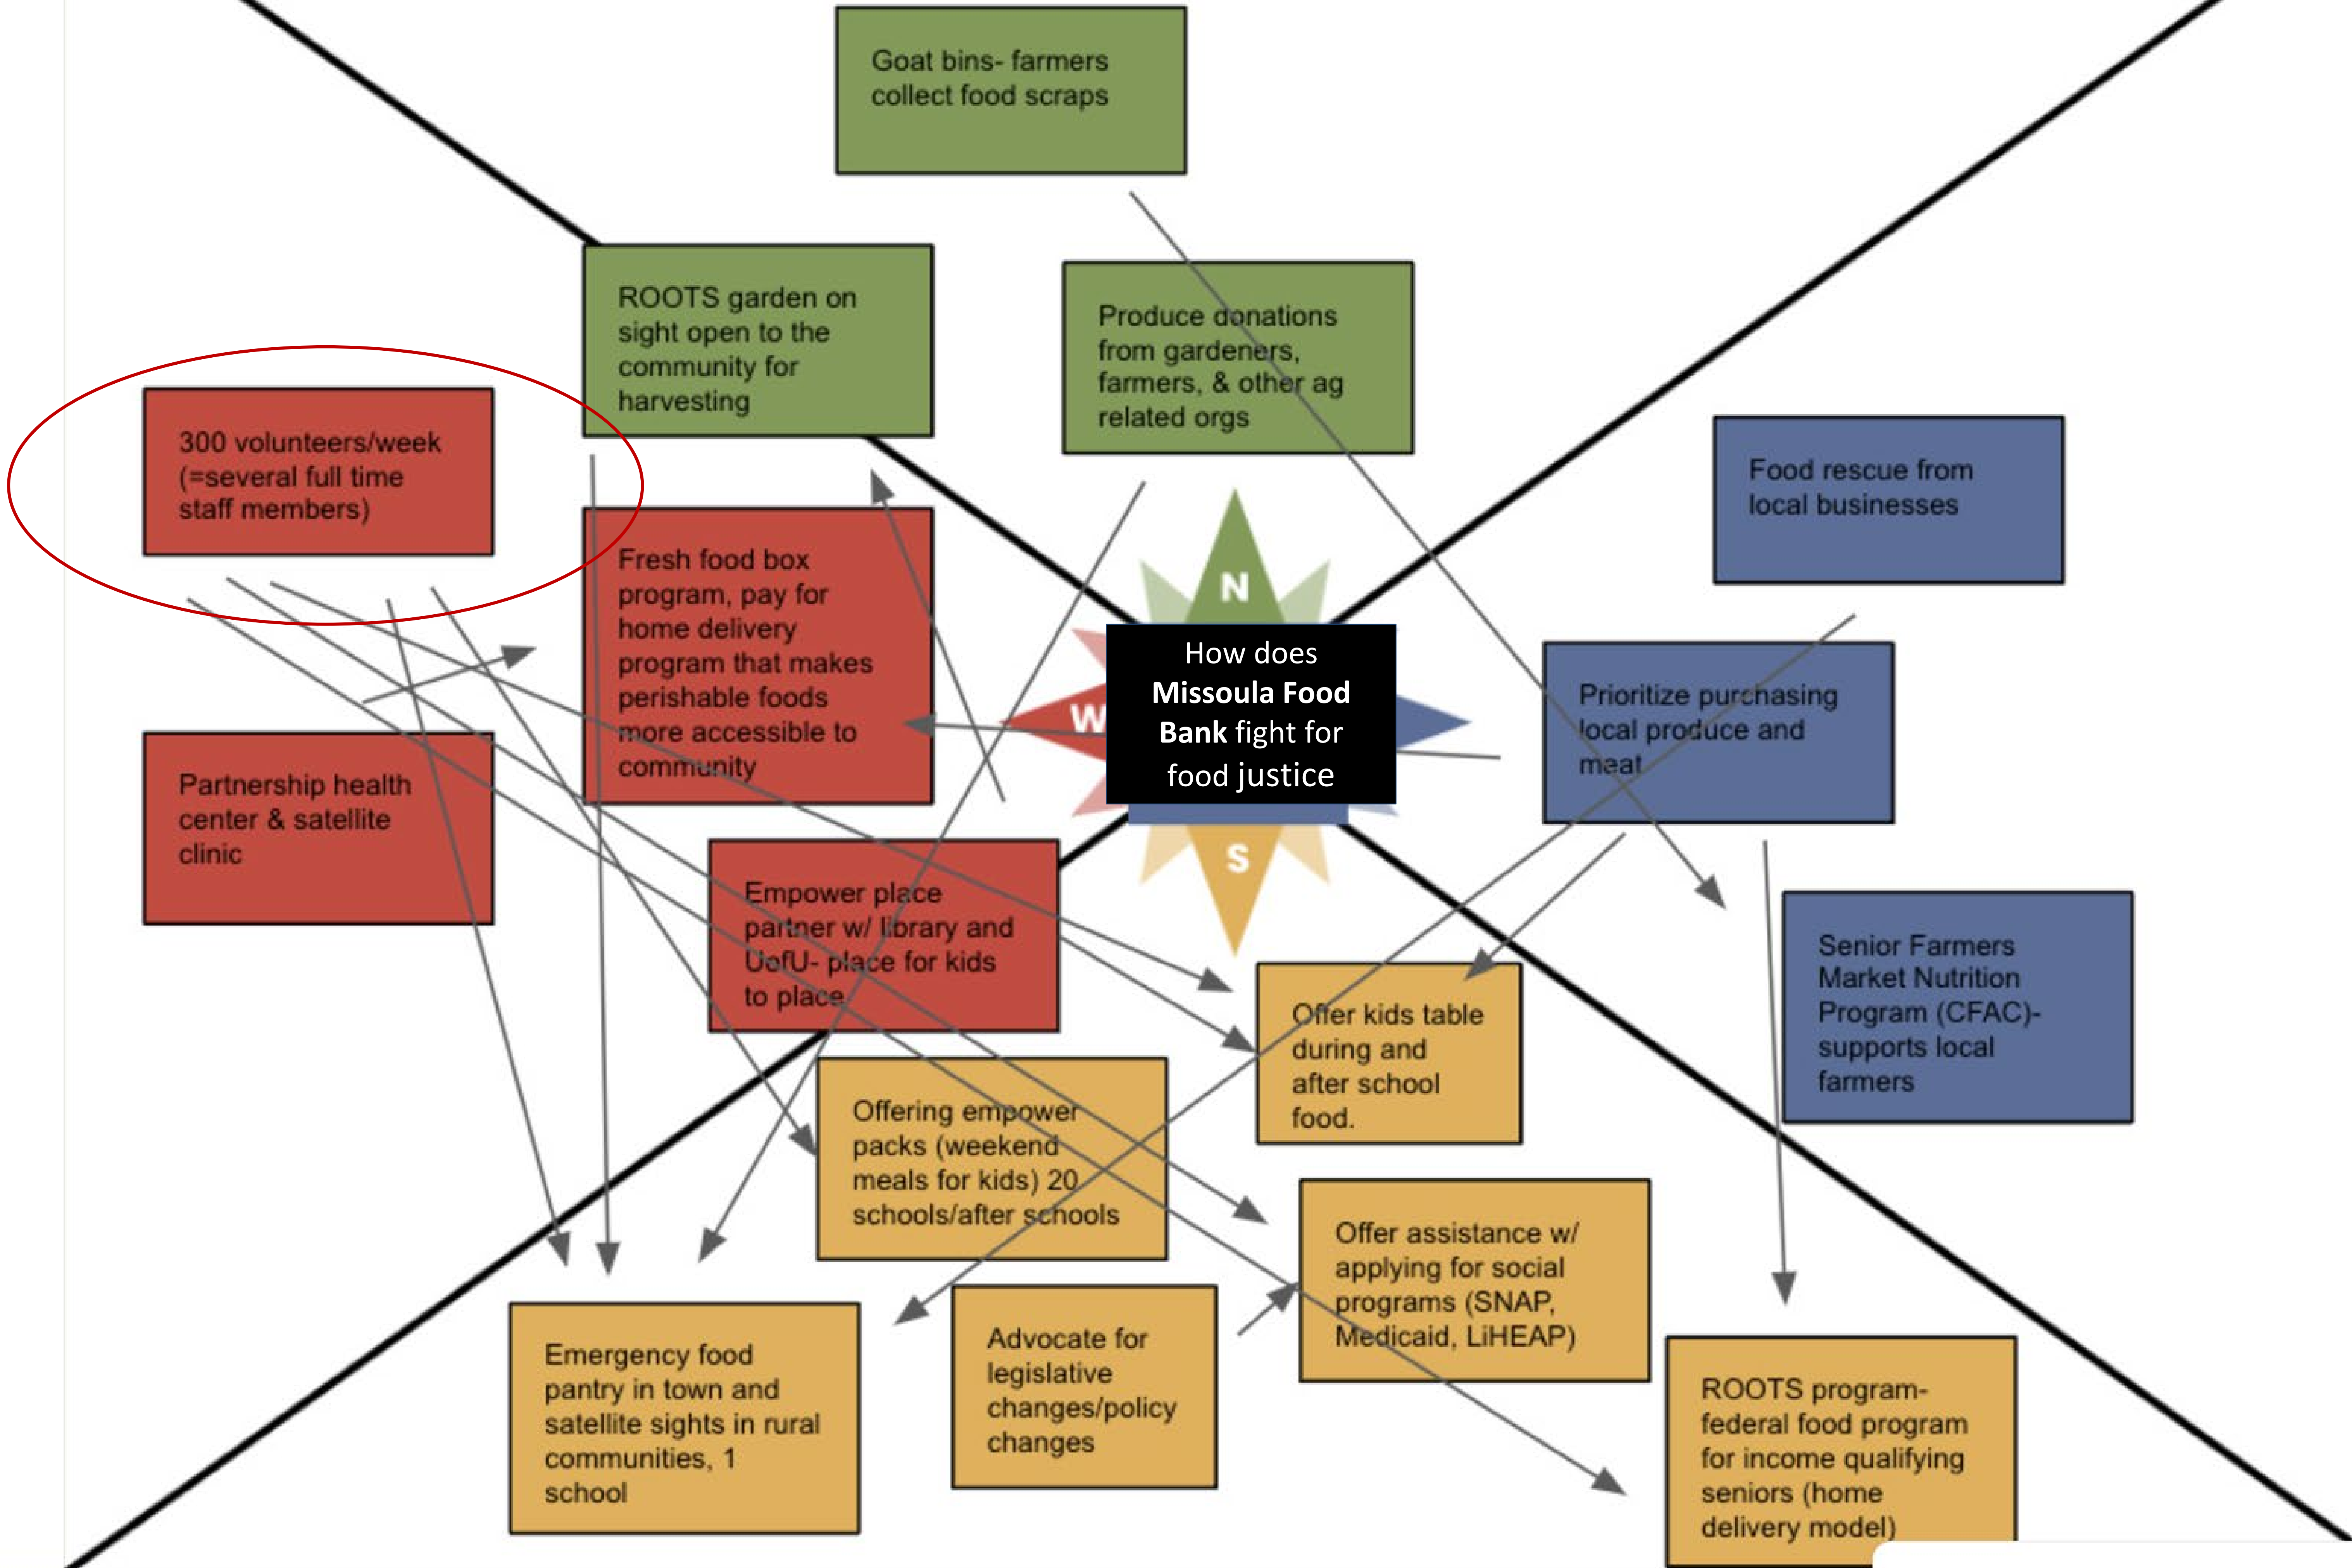 Goat bins- farmers
collect food scraps
ROOTS garden on
sight open to the
community for
harvesting
Produce donations
from gardeners,
farmers, & other ag
related orgs
300 volunteers/week
(=several full time
staff members)
Food rescue from
local businesses
Fresh food box
program, pay for
home delivery
program that makes
perishable foods
more accessible to
community
N
W
S
How does
Missoula Food
Bank fight for
food justice
Prioritize purchasing
local produce and
meat
Partnership health
center & satellite
clinic
Empower place
partner w/ library and
UofU- place for kids
to place
Senior Farmers
Market Nutrition
Program (CFAC)-
supports local
farmers
Offer kids table
during and
after school
food.
Offering empower
packs (weekend
meals for kids) 20
schools/after schools
Offer assistance w/
applying for social
programs (SNAP,
Medicaid, LiHEAP)
Emergency food
pantry in town and
satellite sights in rural
communities, 1
school
Advocate for
legislative
changes/policy
changes
ROOTS program-
federal food program
for income qualifying
seniors (home
delivery model)